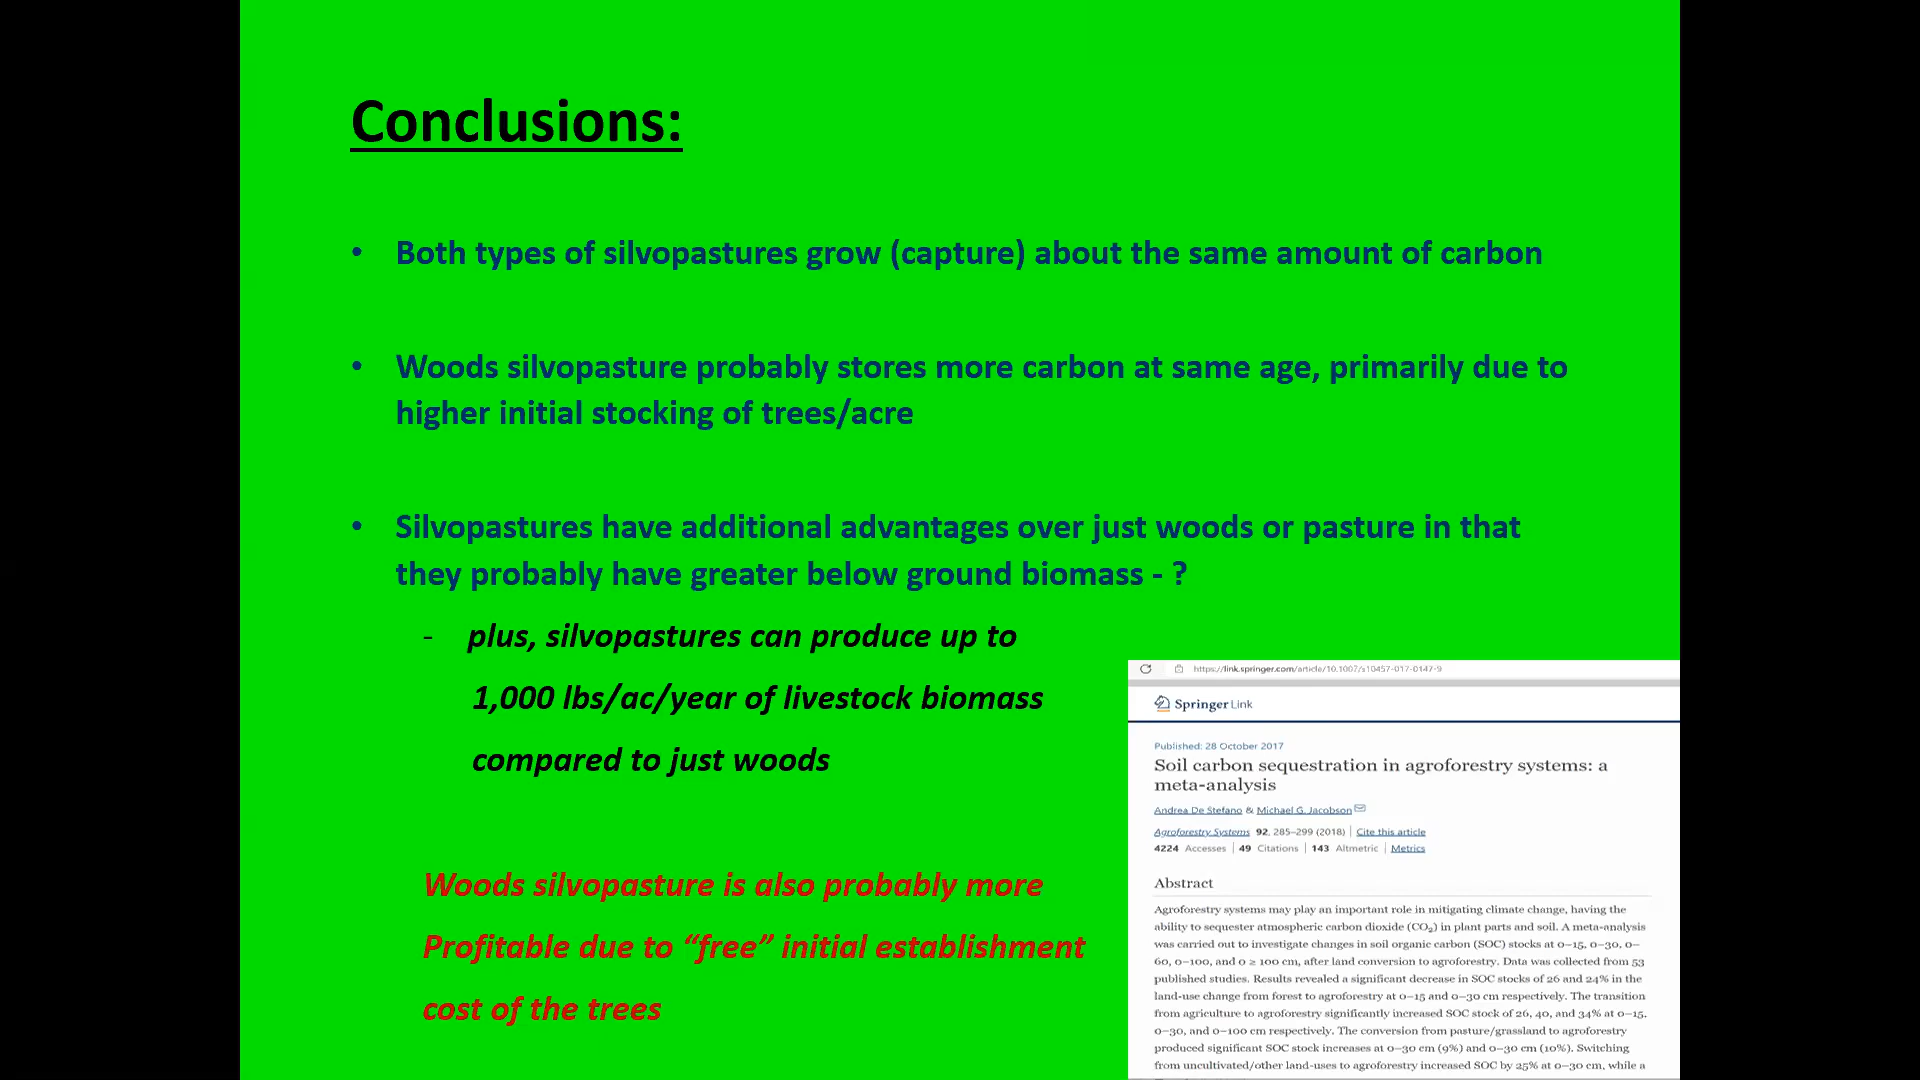 Conclusions:
• Both types of silvopastures grow (capture) about the same amount of carbon
• Woods silvopasture probably stores more carbon at same age, primarily due to
higher initial stocking of trees/acre
• Silvopastures have additional advantages over just woods or pasture in that
they probably have greater below ground biomass - ?
- plus, silvopastures can produce up to
1,000 lbs/ac/year of livestock biomass
compared to just woods
Woods silvopasture is also probably more
Profitable due to “free” initial establishment
cost of the trees
https://link.springer.com/article/10.1007/s10457-017-0147-9
Springer Link
Published: 28 October 2017
Soil carbon sequestration in agroforestry systems: a
meta-analysis
Andrea De Stefano & Michael G. Jacobson
Agroforestry Systems 92, 285–299 (2018) | Cite this article
4224 Accesses | 49 Citations | 143 Altmetric | Metrics
Abstract
Agroforestry systems may play an important role in mitigating climate change, having the
ability to sequester atmospheric carbon dioxide (CO₂) in plant parts and soil. A meta-analysis
was carried out to investigate changes in soil organic carbon (SOC) stocks at 0–15, 0–30, 0–
60, 0–100, and 0 ≥ 100 cm, after land conversion to agroforestry. Data was collected from 53
published studies. Results revealed a significant decrease in SOC stocks of 26 and 24% in the
land-use change from forest to agroforestry at 0–15 and 0–30 cm respectively. The transition
from agriculture to agroforestry significantly increased SOC stock of 26, 40, and 34% at 0–15,
0–30, and 0–100 cm respectively. The conversion from pasture/grassland to agroforestry
produced significant SOC stock increases at 0–30 cm (9%) and 0–30 cm (10%). Switching
from uncultivated/other land-uses to agroforestry increased SOC by 25% at 0–30 cm, while a